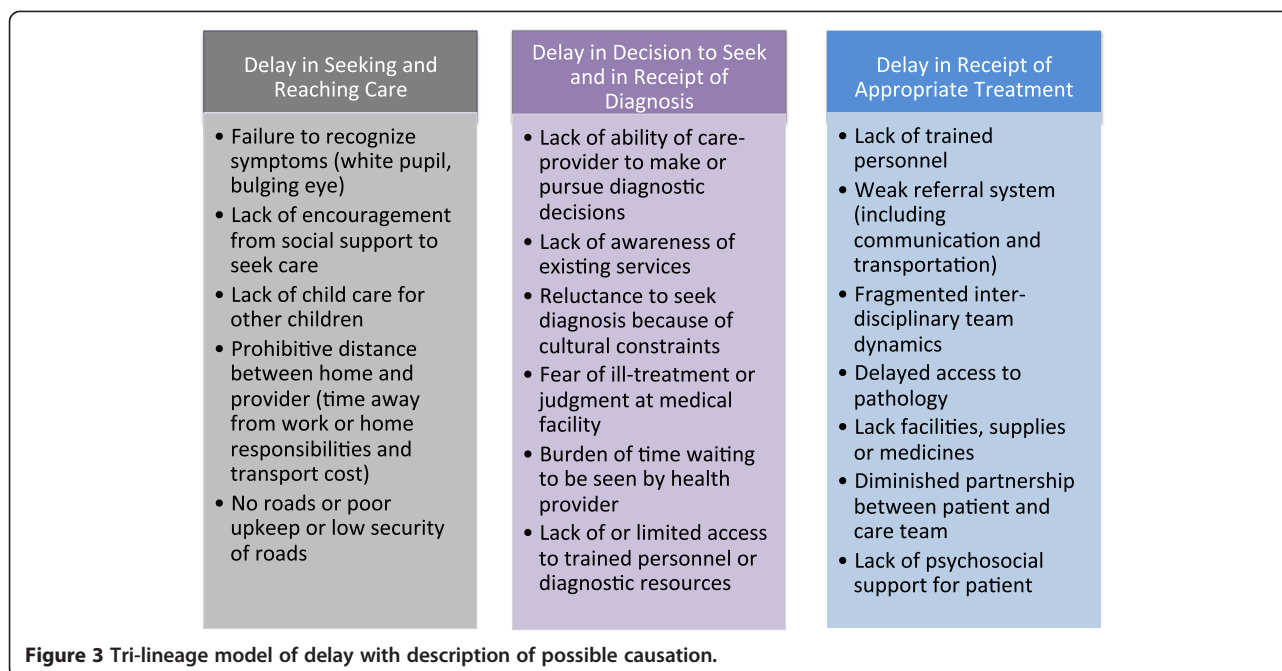 Delay in Seeking and
Reaching Care
• Failure to recognize
symptoms (white pupil,
bulging eye)
• Lack of encouragement
from social support to
seek care
• Lack of child care for
other children
• Prohibitive distance
between home and
provider (time away
from work or home
responsibilities and
transport cost)
• No roads or poor
upkeep or low security
of roads
Delay in Decision to Seek
and in Receipt of
Diagnosis
• Lack of ability of care-
provider to make or
pursue diagnostic
decisions
• Lack of awareness of
existing services
• Reluctance to seek
diagnosis because of
cultural constraints
• Fear of ill-treatment or
judgment at medical
facility
• Burden of time waiting
to be seen by health
provider
• Lack of or limited access
to trained personnel or
diagnostic resources
Delay in Receipt of
Appropriate Treatment
• Lack of trained
personnel
• Weak referral system
(including
communication and
transportation)
• Fragmented inter-
disciplinary team
dynamics
• Delayed access to
pathology
• Lack facilities, supplies
or medicines
• Diminished partnership
between patient and
care team
• Lack of psychosocial
support for patient
Figure 3 Tri-lineage model of delay with description of possible causation.